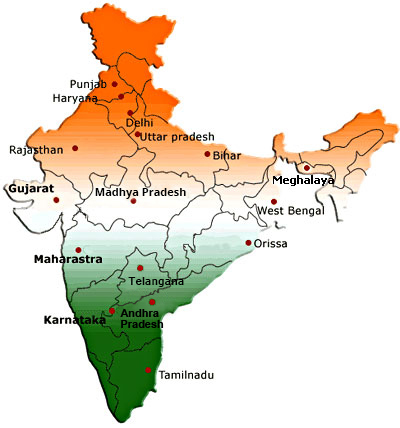 Punjab
Haryana
Delhi
Uttar pradesh
Rajasthan
Bihar
Meghalaya
Gujarat
Madhya Pradesh
West Bengal
Orissa
Maharastra
Telangana
Karnataka
Andhra
Pradesh
Tamilnadu